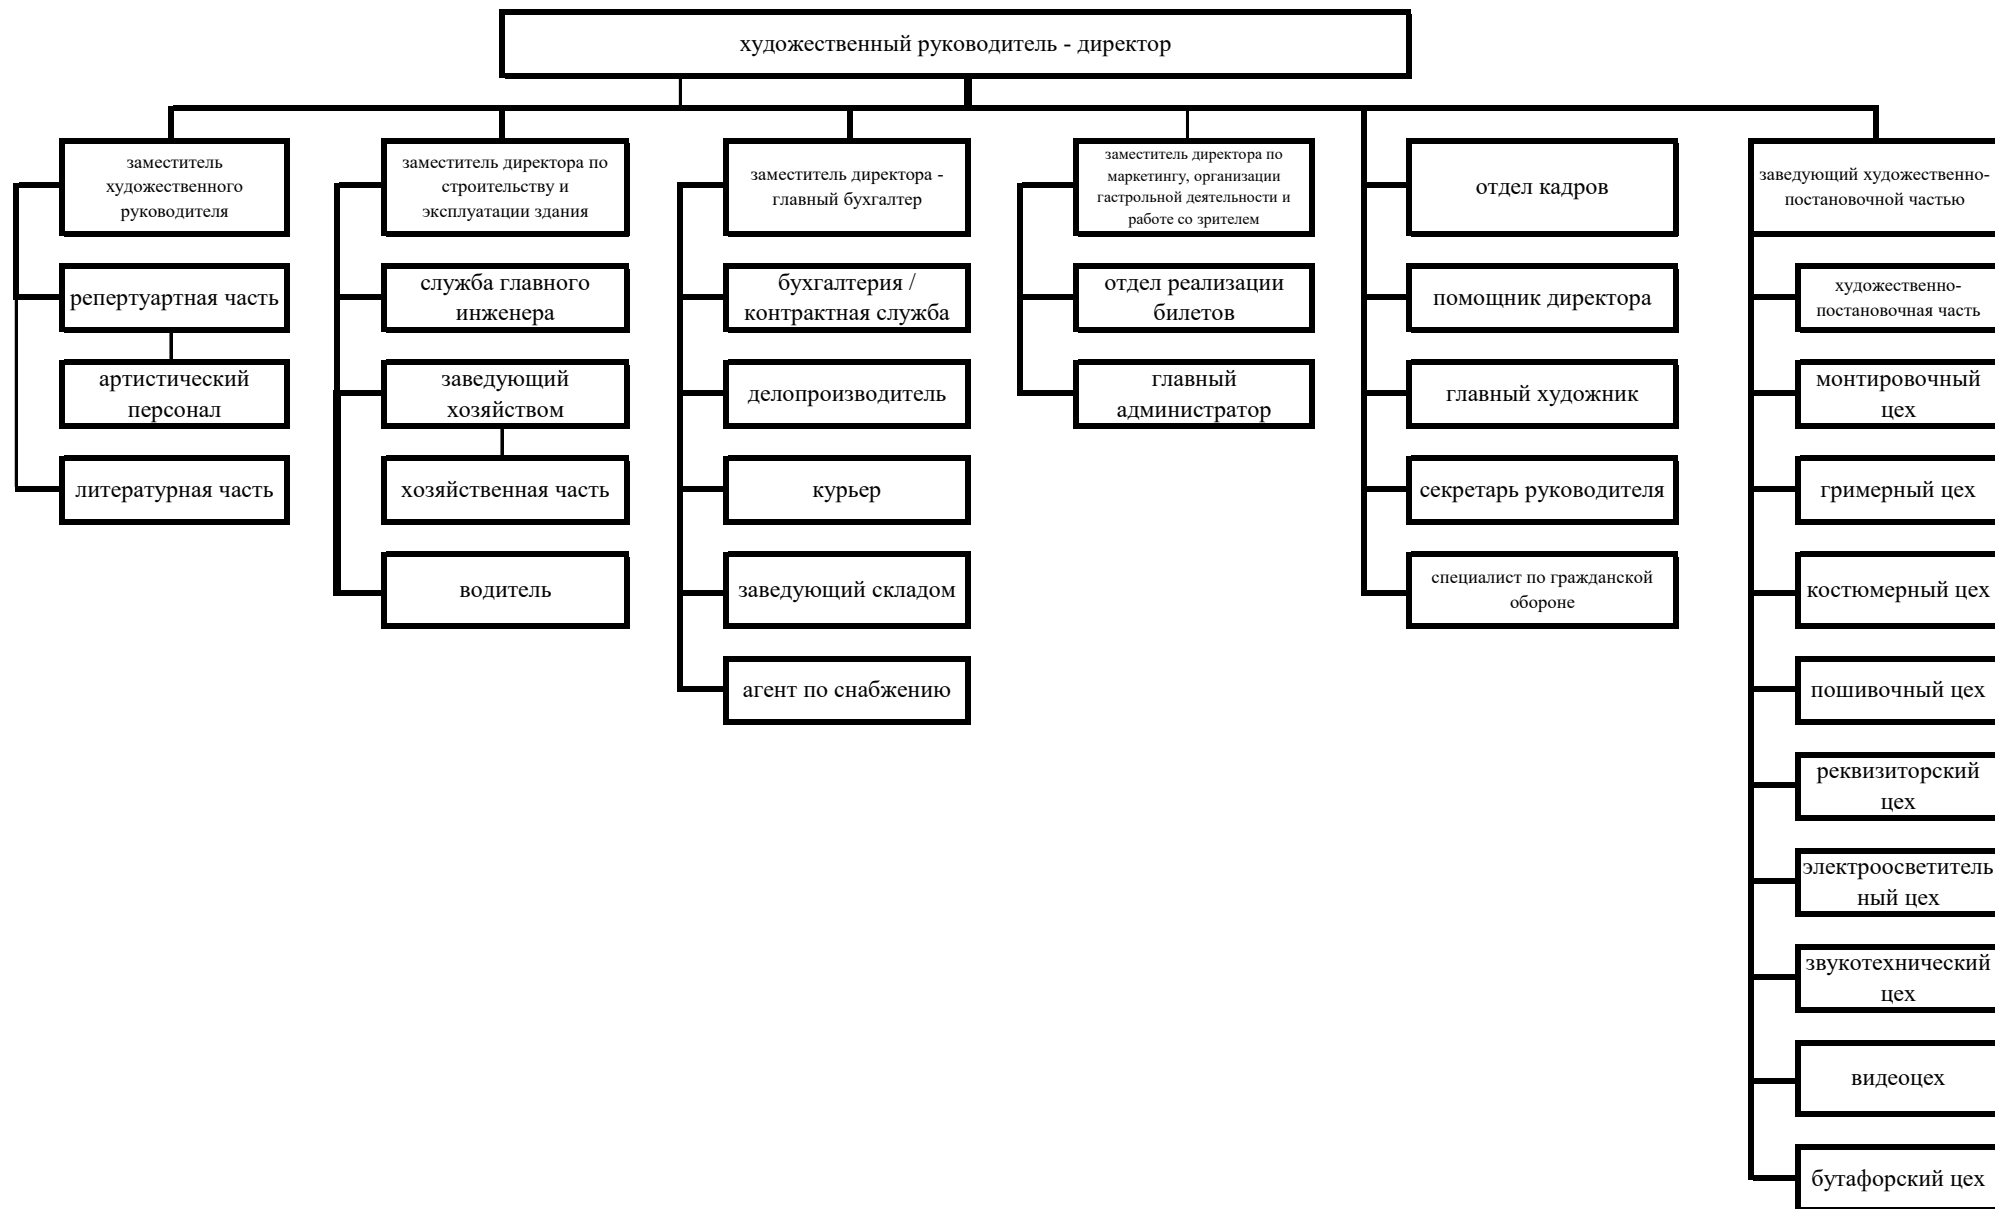 художественный руководитель - директор
заместитель
художественного
руководителя
репертуартная часть
артистический
персонал
литературная часть
заместитель директора по
строительству и
эксплуатации здания
служба главного
инженера
заведующий
хозяйством
хозяйственная часть
водитель
заместитель директора -
главный бухгалтер
бухгалтерия /
контрактная служба
делопроизводитель
курьер
заведующий складом
агент по снабжению
заместитель директора по
маркетингу, организации
гастрольной деятельности и
работе со зрителем
отдел реализации
билетов
главный
администратор
отдел кадров
помощник директора
главный художник
секретарь руководителя
специалист по гражданской
обороне
заведующий художественно-
постановочной частью
художественно-
постановочная часть
монтировочный
цех
гримерный цех
костюмерный цех
пошивочный цех
реквизиторский
цех
электроосветитель
ный цех
звукотехнический
цех
видеоцех
бутафорский цех